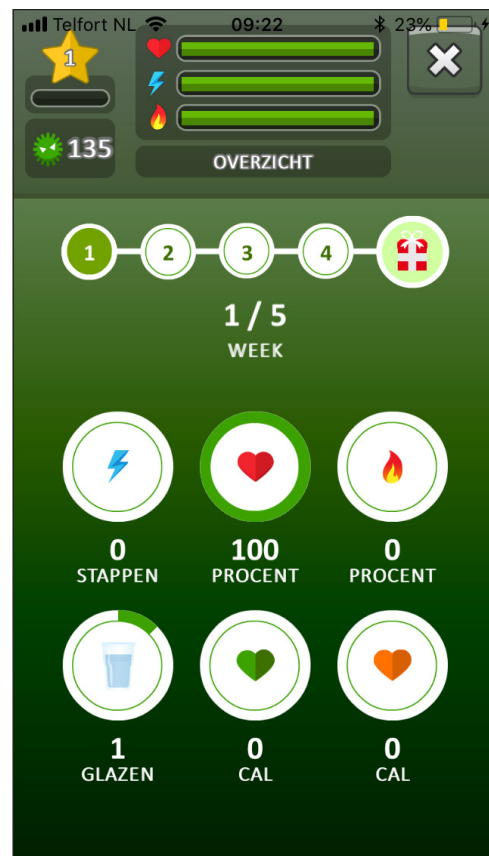 Telfort NL 09:22 23%
1
135
OVERZICHT
1 2 3 4
1 / 5
WEEK
0 100 0
STAPPEN PROCENT PROCENT
1 0 0
GLAZEN CAL CAL